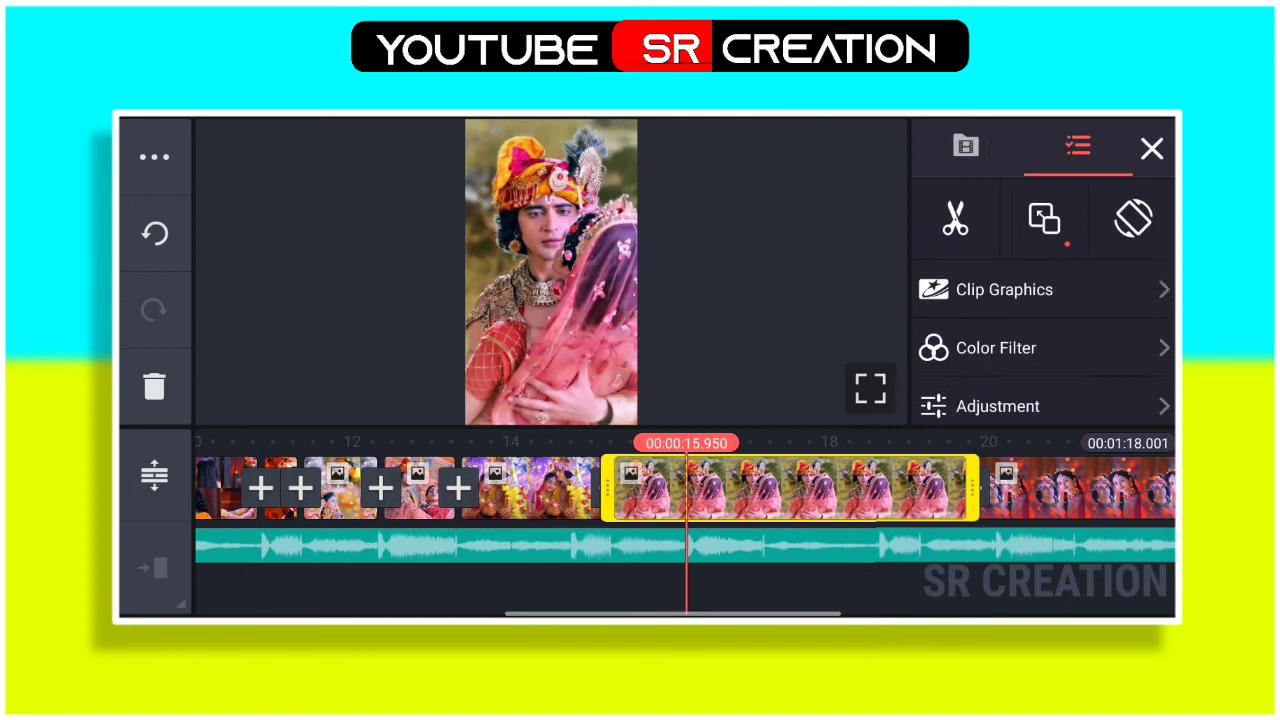 YOUTUBE SR CREATION
Clip Graphics
Color Filter
Adjustment
12 14 00:00:15.950 18 20 00:01:18.001
SR CREATION